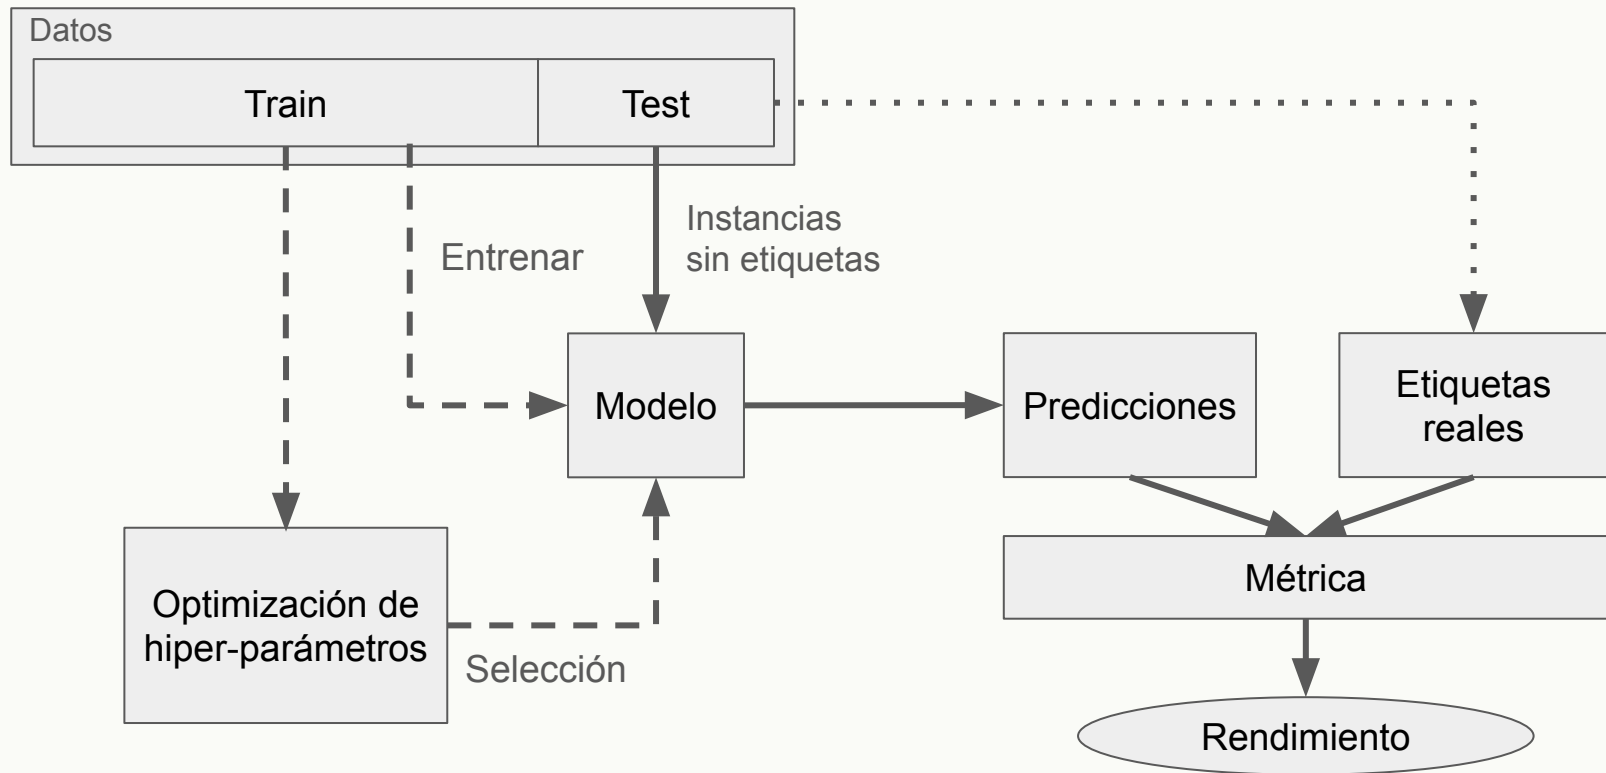 Datos
Train
Test
Instancias
sin etiquetas
Entrenar
Modelo
Predicciones
Etiquetas
reales
Optimización de
hiper-parámetros
Selección
Métrica
Rendimiento